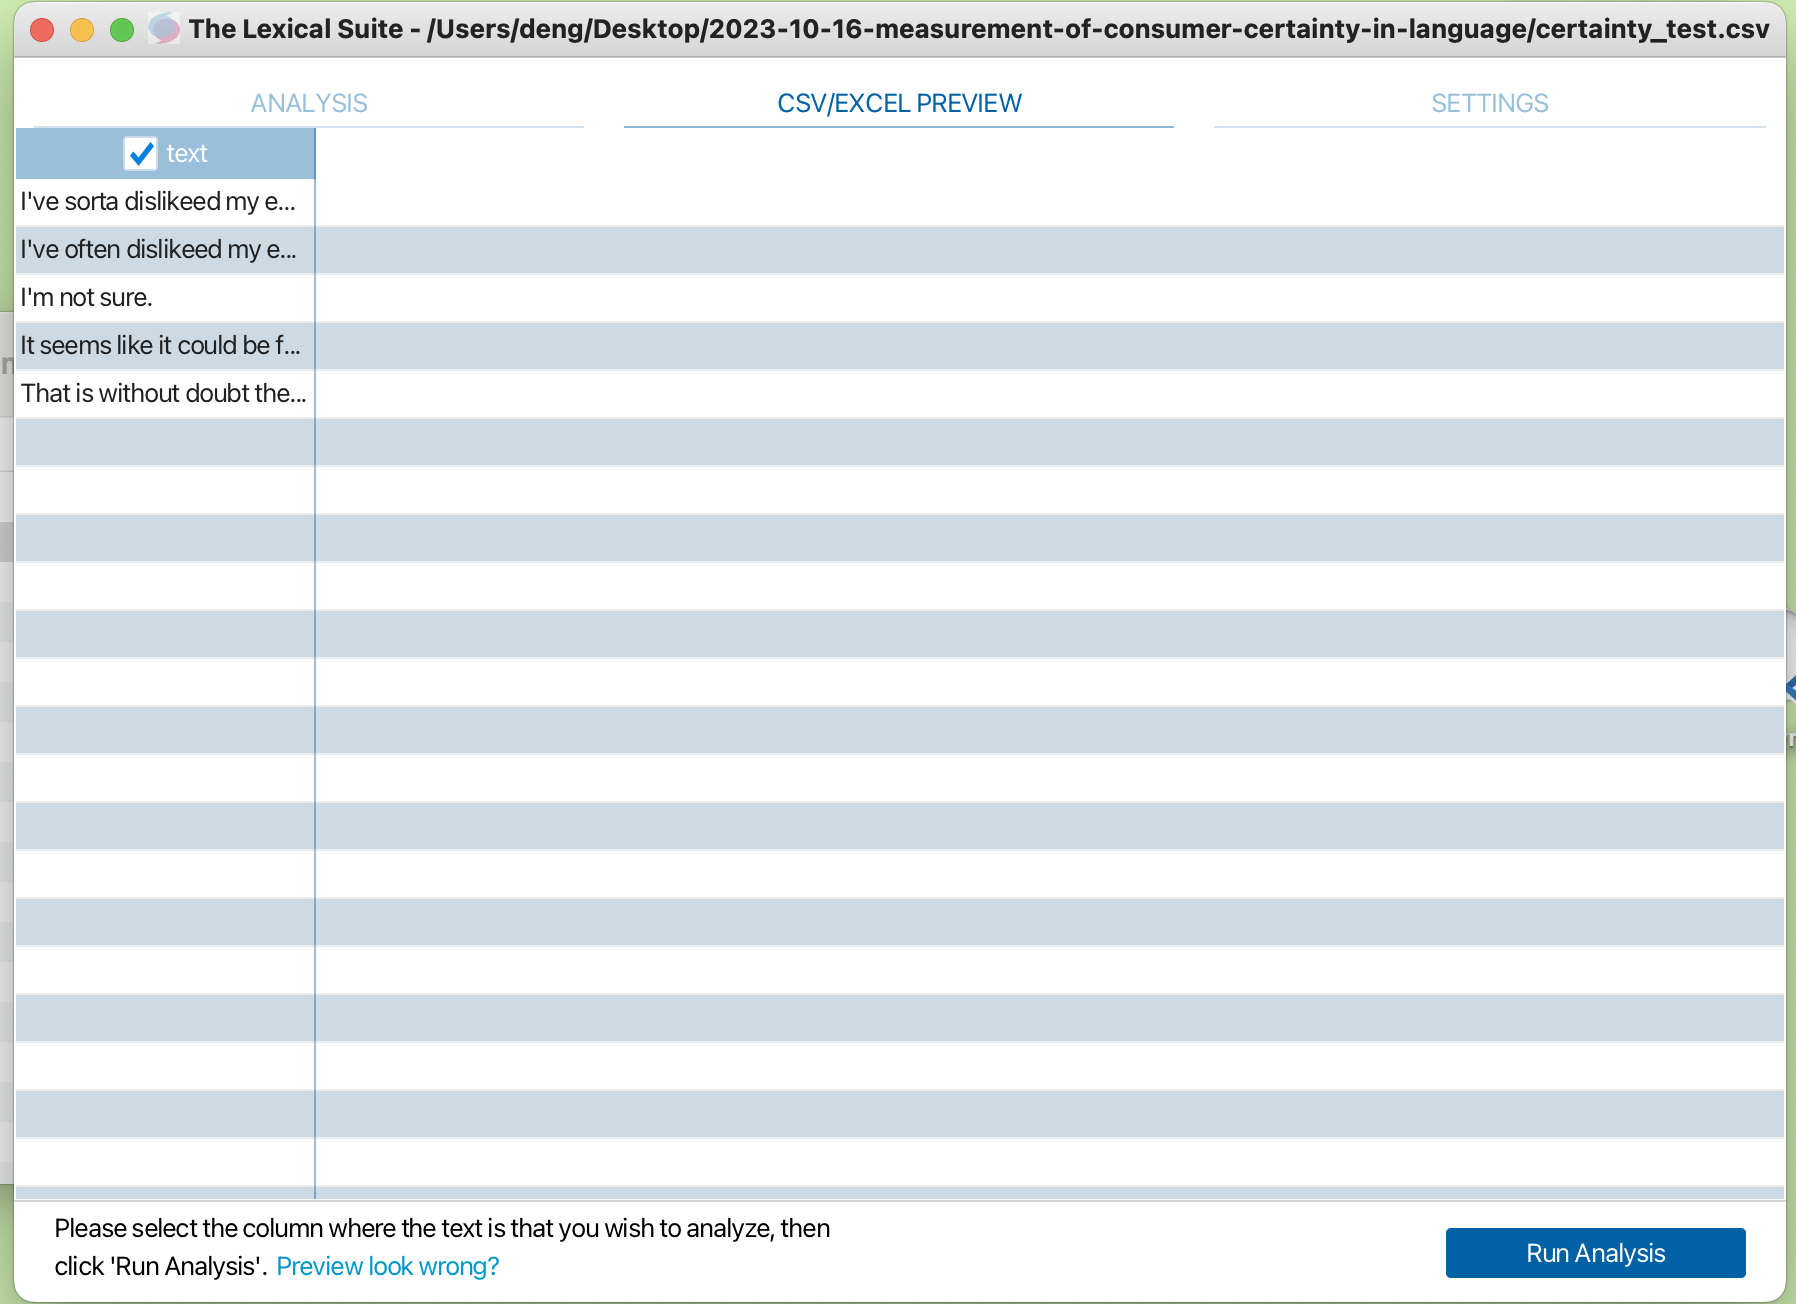 The Lexical Suite - /Users/deng/Desktop/2023-10-16-measurement-of-consumer-certainty-in-language/certainty_test.csv
ANALYSIS
CSV/EXCEL PREVIEW
SETTINGS
text
I've sorta dislikeed my e...
I've often dislikeed my e...
I'm not sure.
It seems like it could be f...
That is without doubt the...
Please select the column where the text is that you wish to analyze, then
click 'Run Analysis'. Preview look wrong?
Run Analysis